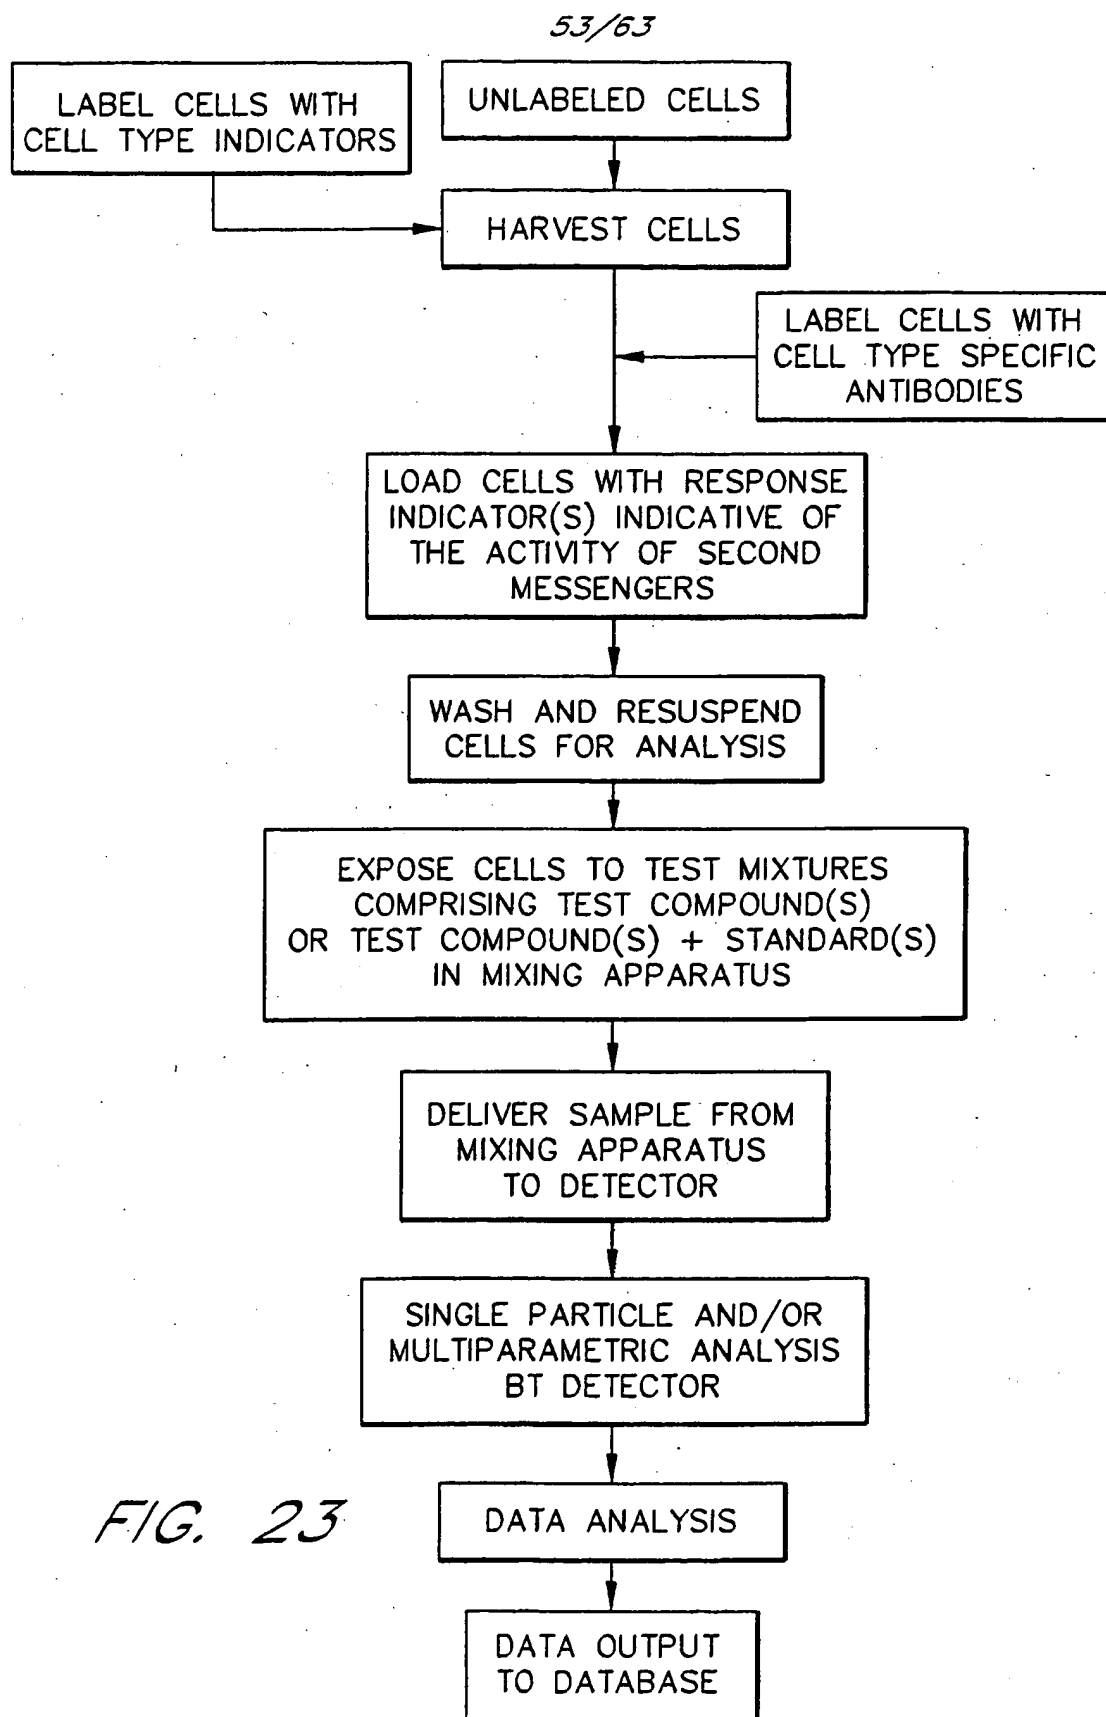 53/63
LABEL CELLS WITH
CELL TYPE INDICATORS
UNLABELED CELLS
HARVEST CELLS
LABEL CELLS WITH
CELL TYPE SPECIFIC
ANTIBODIES
LOAD CELLS WITH RESPONSE
INDICATOR(S) INDICATIVE OF
THE ACTIVITY OF SECOND
MESSENGERS
WASH AND RESUSPEND
CELLS FOR ANALYSIS
EXPOSE CELLS TO TEST MIXTURES
COMPRISING TEST COMPOUND(S)
OR TEST COMPOUND(S) + STANDARD(S)
IN MIXING APPARATUS
DELIVER SAMPLE FROM
MIXING APPARATUS
TO DETECTOR
SINGLE PARTICLE AND/OR
MULTIPARAMETRIC ANALYSIS
BT DETECTOR
DATA ANALYSIS
DATA OUTPUT
TO DATABASE
FIG. 23